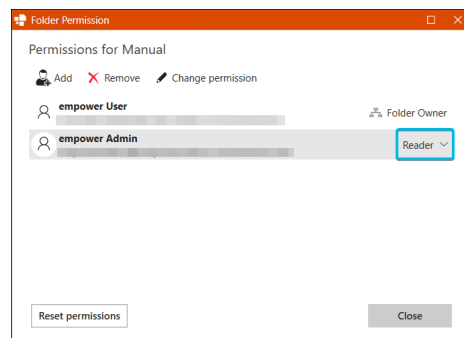 Folder Permission
Permissions for Manual
Add Remove Change permission
empower User
Folder Owner
empower Admin
Reader
Reset permissions Close